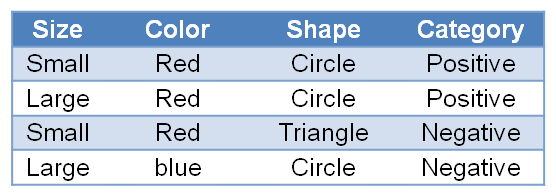 Size Color Shape Category
Small Red Circle Positive
Large Red Circle Positive
Small Red Triangle Negative
Large blue Circle Negative